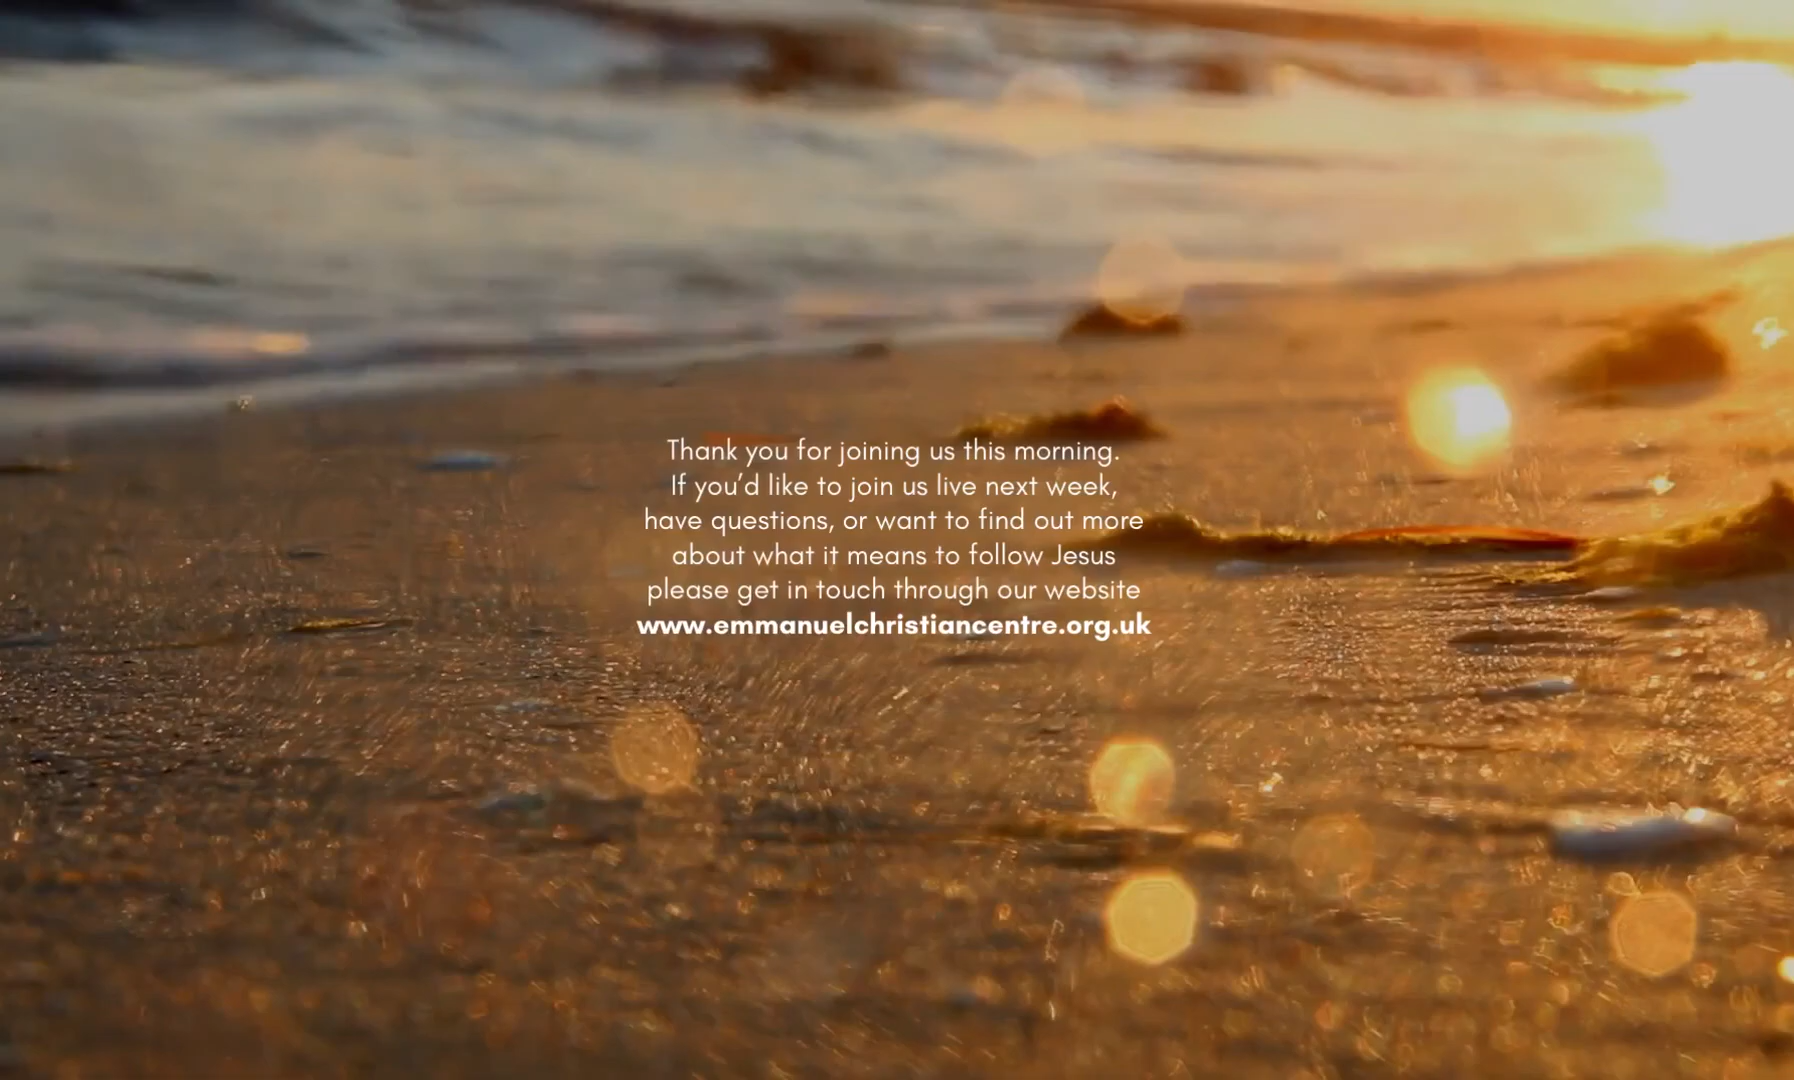 Thank you for joining us this morning.
If you’d like to join us live next week,
have questions, or want to find out more
about what it means to follow Jesus
please get in touch through our website
www.emmanuelchristiancentre.org.uk